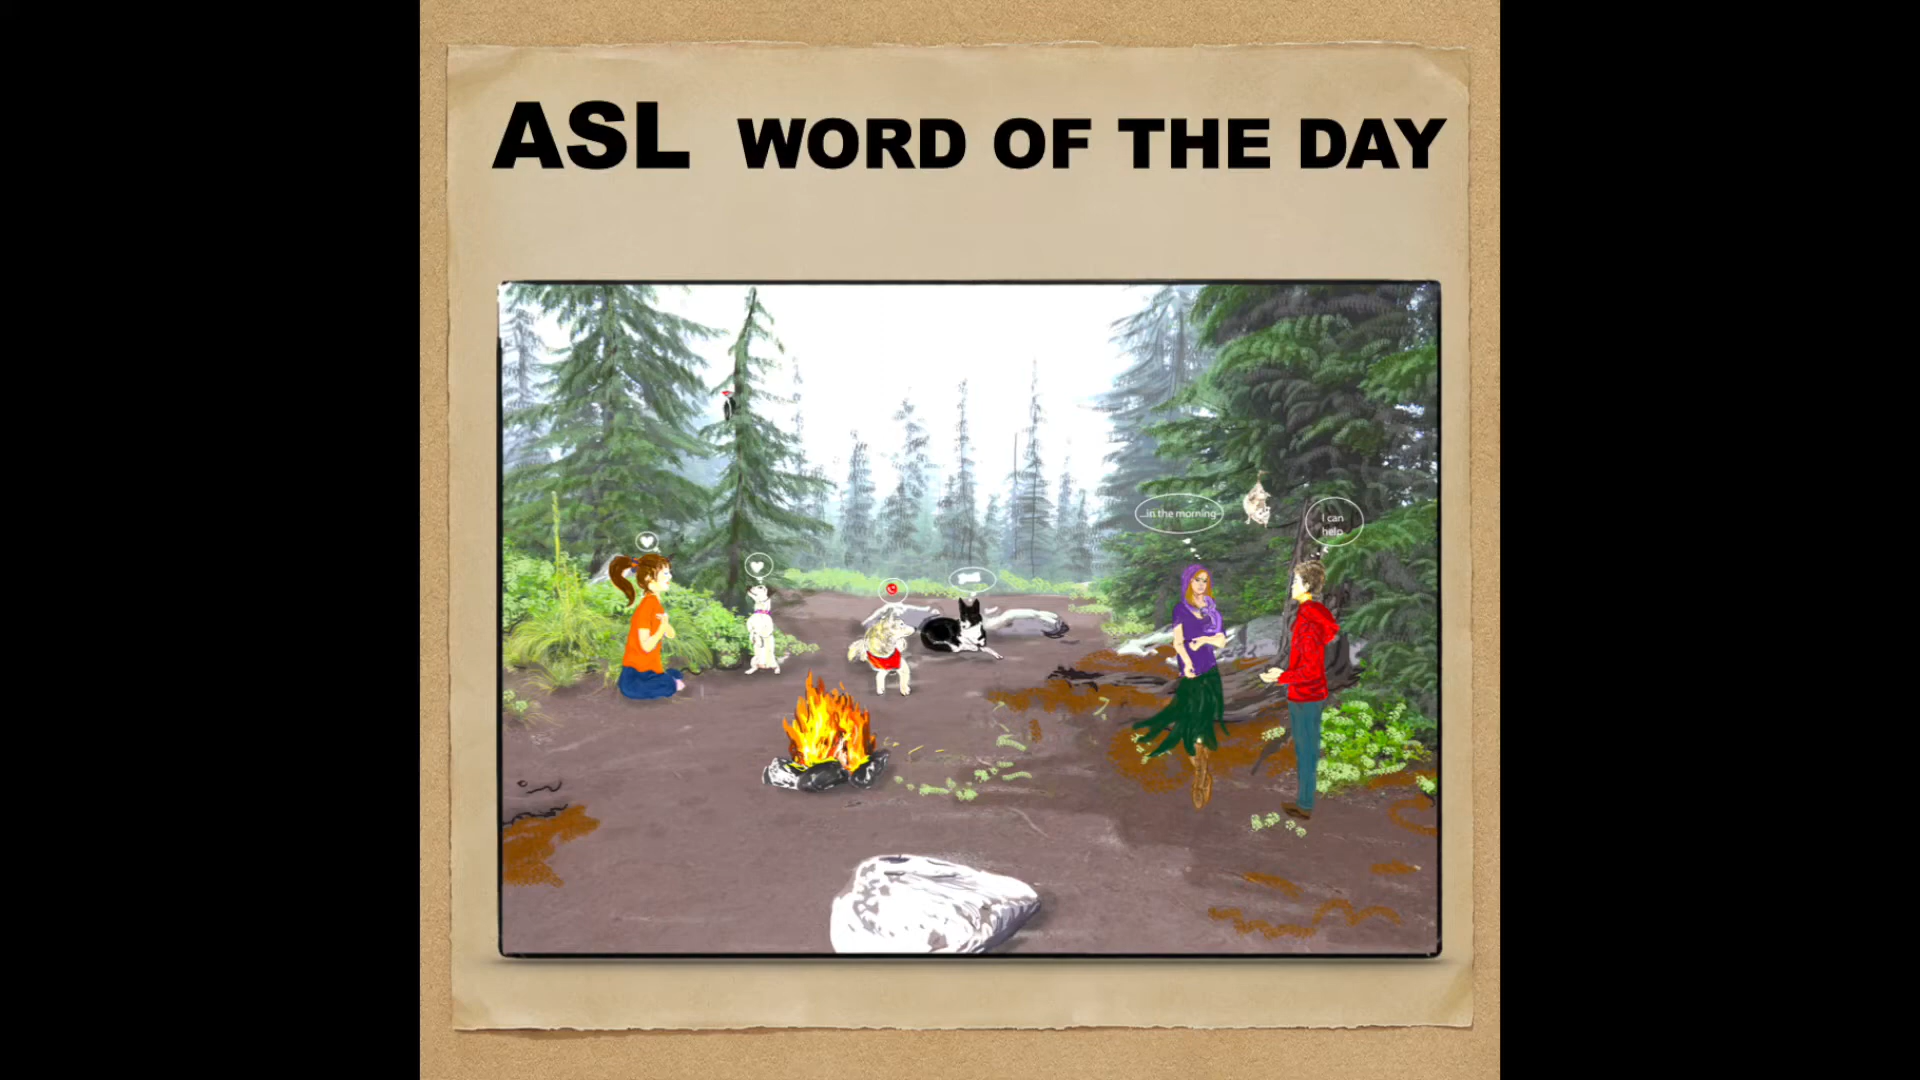 ASL WORD OF THE DAY
...in the morning
I can
help